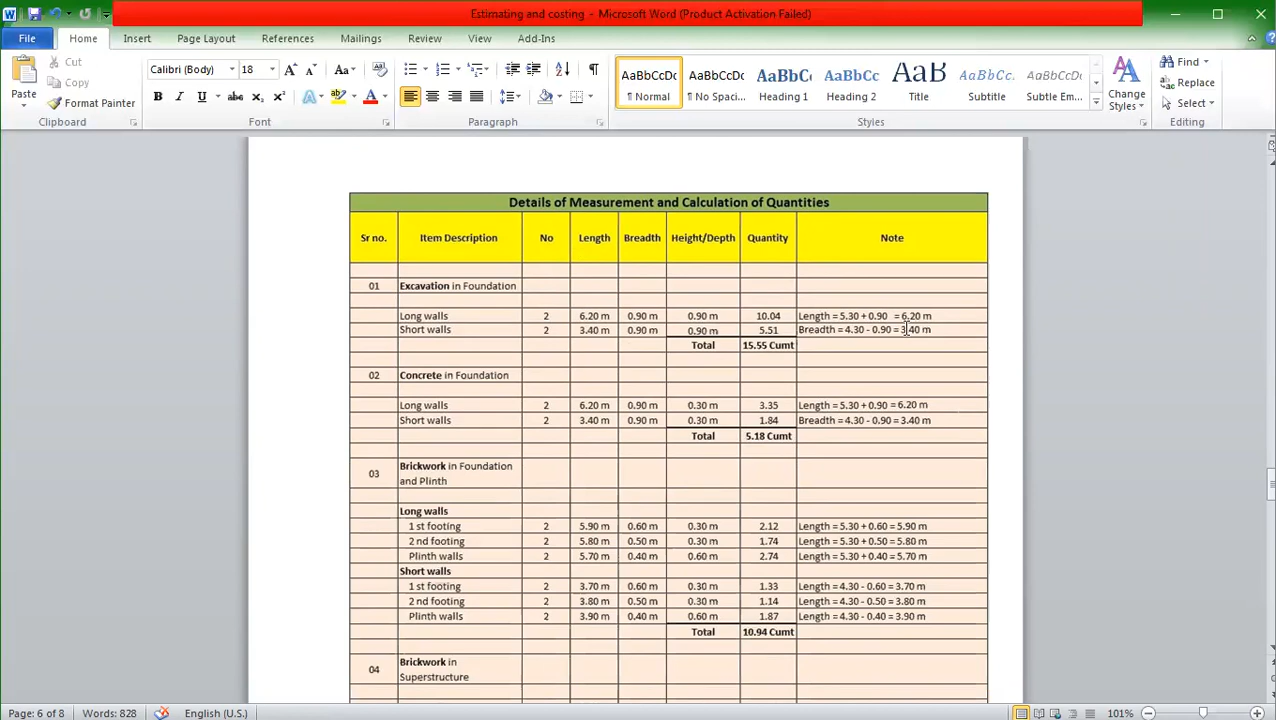 Estimating and costing - Microsoft Word (Product Activation Failed)
File Home Insert Page Layout References Mailings Review View Add-Ins
Paste Cut Copy Format Painter
Calibri (Body) 18
AaBbCcDc AaBbCcDc AaBbC AaBbCc AaB AaBbCc. AaBbCcDc
¶ Normal ¶ No Spaci... Heading 1 Heading 2 Title Subtitle Subtle Em...
Change Styles
Find Replace Select
Clipboard Font Paragraph Styles Editing
Details of Measurement and Calculation of Quantities
Sr no. Item Description No Length Breadth Height/Depth Quantity Note
01 Excavation in Foundation
Long walls 2 6.20 m 0.90 m 0.90 m 10.04 Length = 5.30 + 0.90 = 6.20 m
Short walls 2 3.40 m 0.90 m 0.90 m 5.51 Breadth = 4.30 - 0.90 = 3.40 m
Total 15.55 Cumt
02 Concrete in Foundation
Long walls 2 6.20 m 0.90 m 0.30 m 3.35 Length = 5.30 + 0.90 = 6.20 m
Short walls 2 3.40 m 0.90 m 0.30 m 1.84 Breadth = 4.30 - 0.90 = 3.40 m
Total 5.18 Cumt
03 Brickwork in Foundation
and Plinth
Long walls
1 st footing 2 5.90 m 0.60 m 0.30 m 2.12 Length = 5.30 + 0.60 = 5.90 m
2 nd footing 2 5.80 m 0.50 m 0.30 m 1.74 Length = 5.30 + 0.50 = 5.80 m
Plinth walls 2 5.70 m 0.40 m 0.60 m 2.74 Length = 5.30 + 0.40 = 5.70 m
Short walls
1 st footing 2 3.70 m 0.60 m 0.30 m 1.33 Length = 4.30 - 0.60 = 3.70 m
2 nd footing 2 3.80 m 0.50 m 0.30 m 1.14 Length = 4.30 - 0.50 = 3.80 m
Plinth walls 2 3.90 m 0.40 m 0.60 m 1.87 Length = 4.30 - 0.40 = 3.90 m
Total 10.94 Cumt
04 Brickwork in
Superstructure
Page: 6 of 8 Words: 828 English (U.S.) 101%